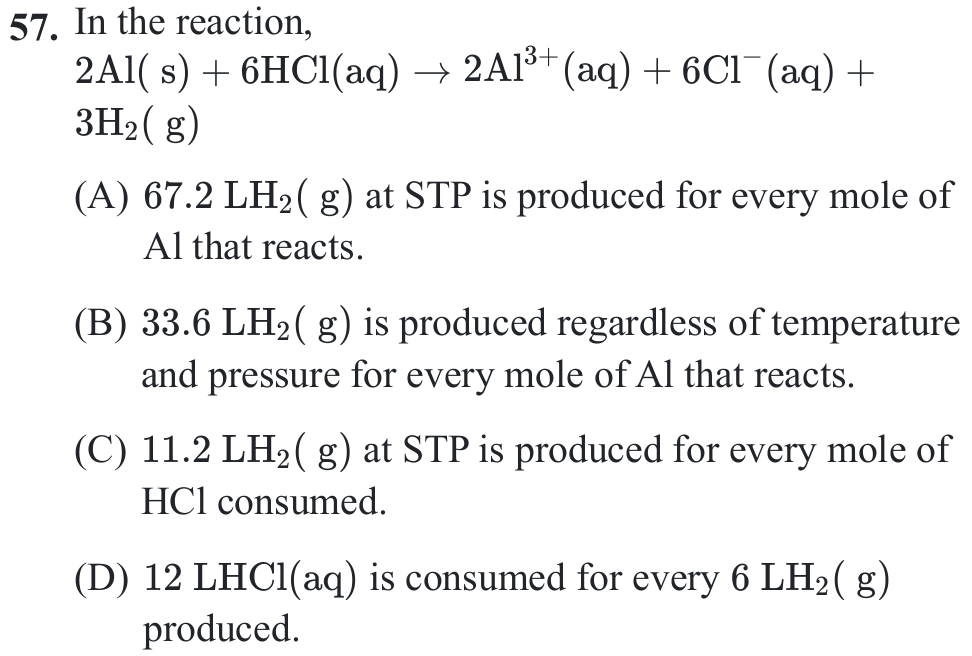 57. In the reaction,
2Al( s) + 6HCl(aq) → 2Al³⁺(aq) + 6Cl⁻(aq) +
3H₂( g)
(A) 67.2 LH₂( g) at STP is produced for every mole of
Al that reacts.
(B) 33.6 LH₂( g) is produced regardless of temperature
and pressure for every mole of Al that reacts.
(C) 11.2 LH₂( g) at STP is produced for every mole of
HCl consumed.
(D) 12 LHCl(aq) is consumed for every 6 LH₂( g)
produced.